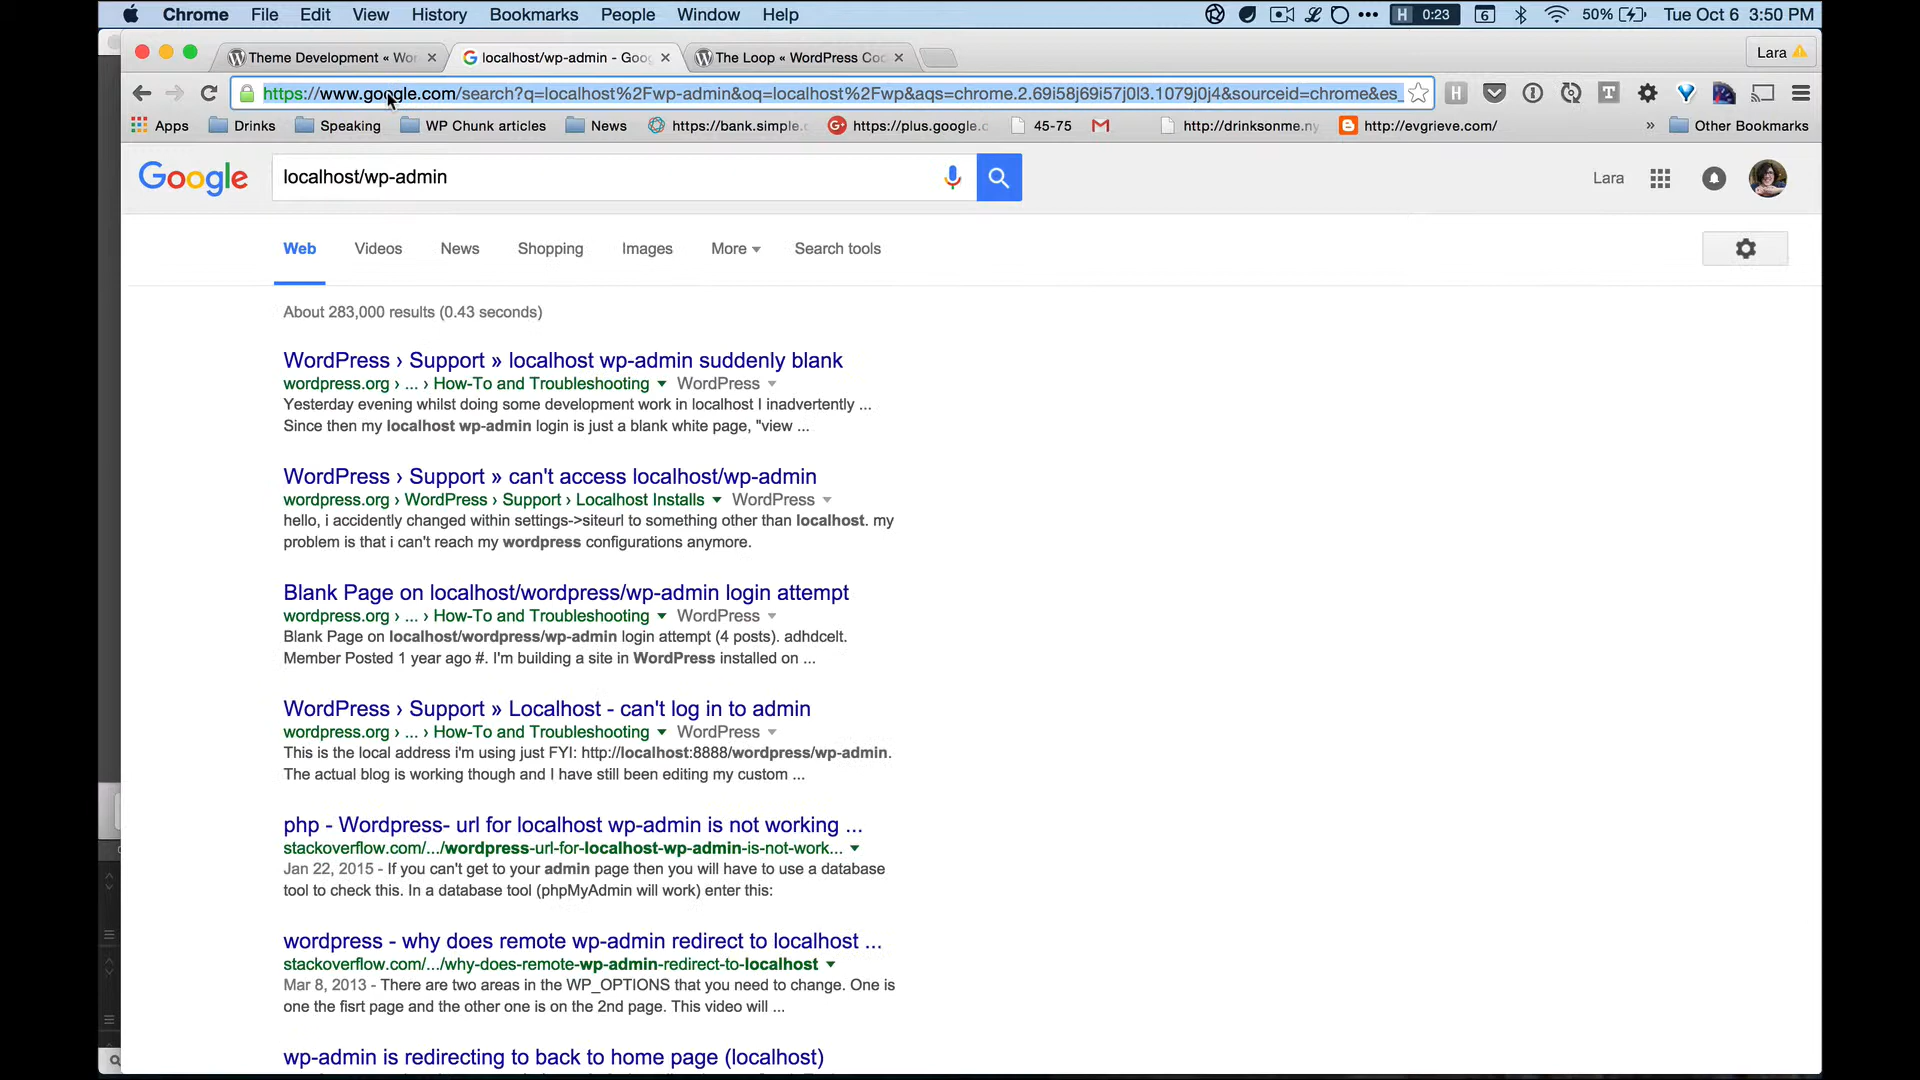 Chrome File Edit View History Bookmarks People Window Help H 0:23 6 50% Tue Oct 6 3:50 PM
Theme Development « Wor localhost/wp-admin - Goog The Loop « WordPress Co Lara
https://www.google.com/search?q=localhost%2Fwp-admin&oq=localhost%2Fwp&aqs=chrome.2.69i58j69i57j0l3.1079j0j4&sourceid=chrome&es_
Apps Drinks Speaking WP Chunk articles News https://bank.simple. https://plus.google.c 45-75 http://drinksonme.ny http://evgrieve.com/ » Other Bookmarks
Google localhost/wp-admin Lara
Web Videos News Shopping Images More Search tools
About 283,000 results (0.43 seconds)
WordPress › Support » localhost wp-admin suddenly blank
wordpress.org › ... › How-To and Troubleshooting WordPress
Yesterday evening whilst doing some development work in localhost I inadvertently ...
Since then my localhost wp-admin login is just a blank white page, "view ...
WordPress › Support » can't access localhost/wp-admin
wordpress.org › WordPress › Support › Localhost Installs WordPress
hello, i accidently changed within settings->siteurl to something other than localhost. my
problem is that i can't reach my wordpress configurations anymore.
Blank Page on localhost/wordpress/wp-admin login attempt
wordpress.org › ... › How-To and Troubleshooting WordPress
Blank Page on localhost/wordpress/wp-admin login attempt (4 posts). adhdcelt.
Member Posted 1 year ago #. I'm building a site in WordPress installed on ...
WordPress › Support » Localhost - can't log in to admin
wordpress.org › ... › How-To and Troubleshooting WordPress
This is the local address i'm using just FYI: http://localhost:8888/wordpress/wp-admin.
The actual blog is working though and I have still been editing my custom ...
php - Wordpress- url for localhost wp-admin is not working ...
stackoverflow.com/.../wordpress-url-for-localhost-wp-admin-is-not-work...
Jan 22, 2015 - If you can't get to your admin page then you will have to use a database
tool to check this. In a database tool (phpMyAdmin will work) enter this:
wordpress - why does remote wp-admin redirect to localhost ...
stackoverflow.com/.../why-does-remote-wp-admin-redirect-to-localhost
Mar 8, 2013 - There are two areas in the WP_OPTIONS that you need to change. One is
one the fisrt page and the other one is on the 2nd page. This video will ...
wp-admin is redirecting to back to home page (localhost)